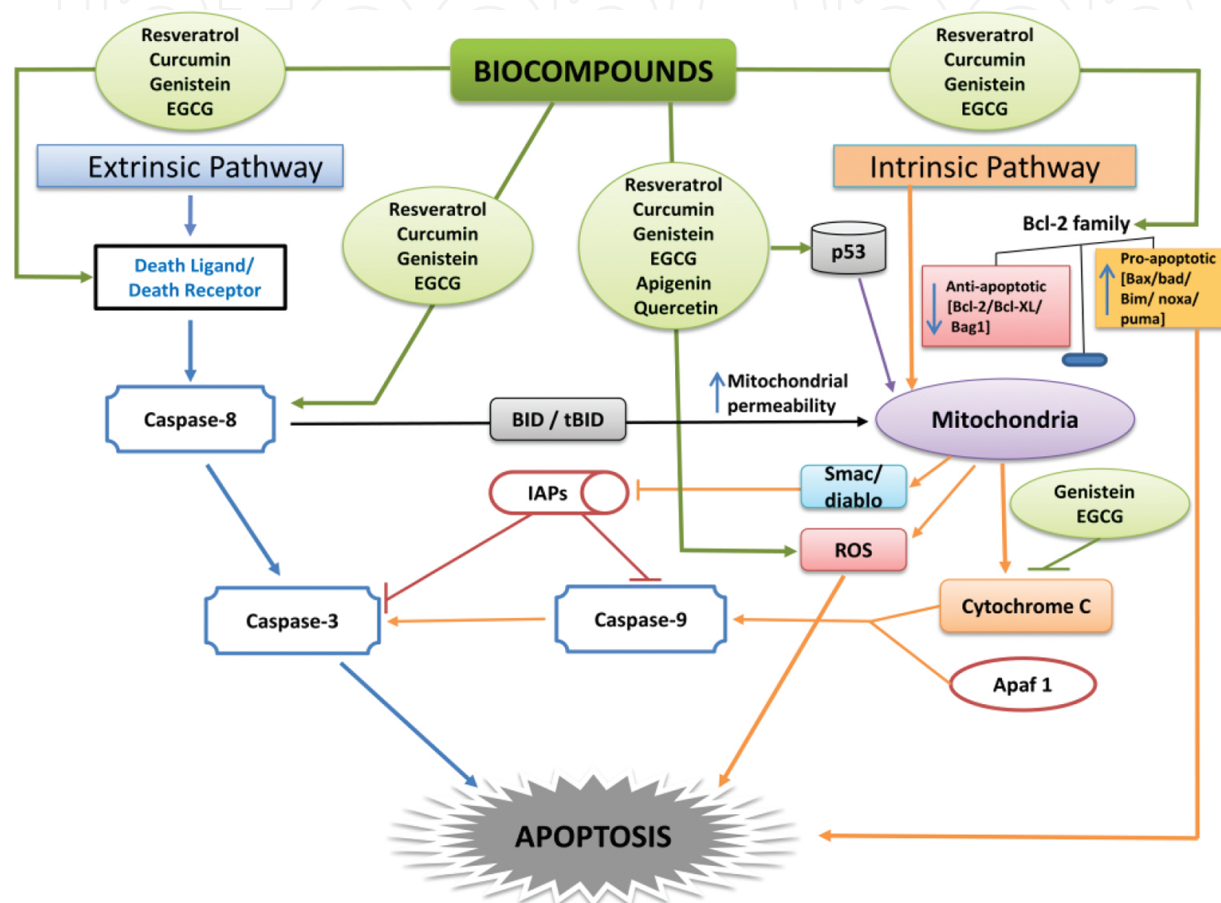 Resveratrol
Curcumin
Genistein
EGCG
BIOCOMPOUNDS
Resveratrol
Curcumin
Genistein
EGCG
Extrinsic Pathway
Intrinsic Pathway
Resveratrol
Curcumin
Genistein
EGCG
Resveratrol
Curcumin
Genistein
EGCG
Apigenin
Quercetin
p53
Bcl-2 family
Death Ligand/
Death Receptor
Anti-apoptotic
[Bcl-2/Bcl-XL/
Bag1]
Pro-apoptotic
[Bax/bad/
Bim/ noxa/
puma]
Caspase-8
BID / tBID
Mitochondrial
permeability
Mitochondria
IAPs
Smac/
diablo
Genistein
EGCG
ROS
Caspase-3
Caspase-9
Cytochrome C
Apaf 1
APOPTOSIS